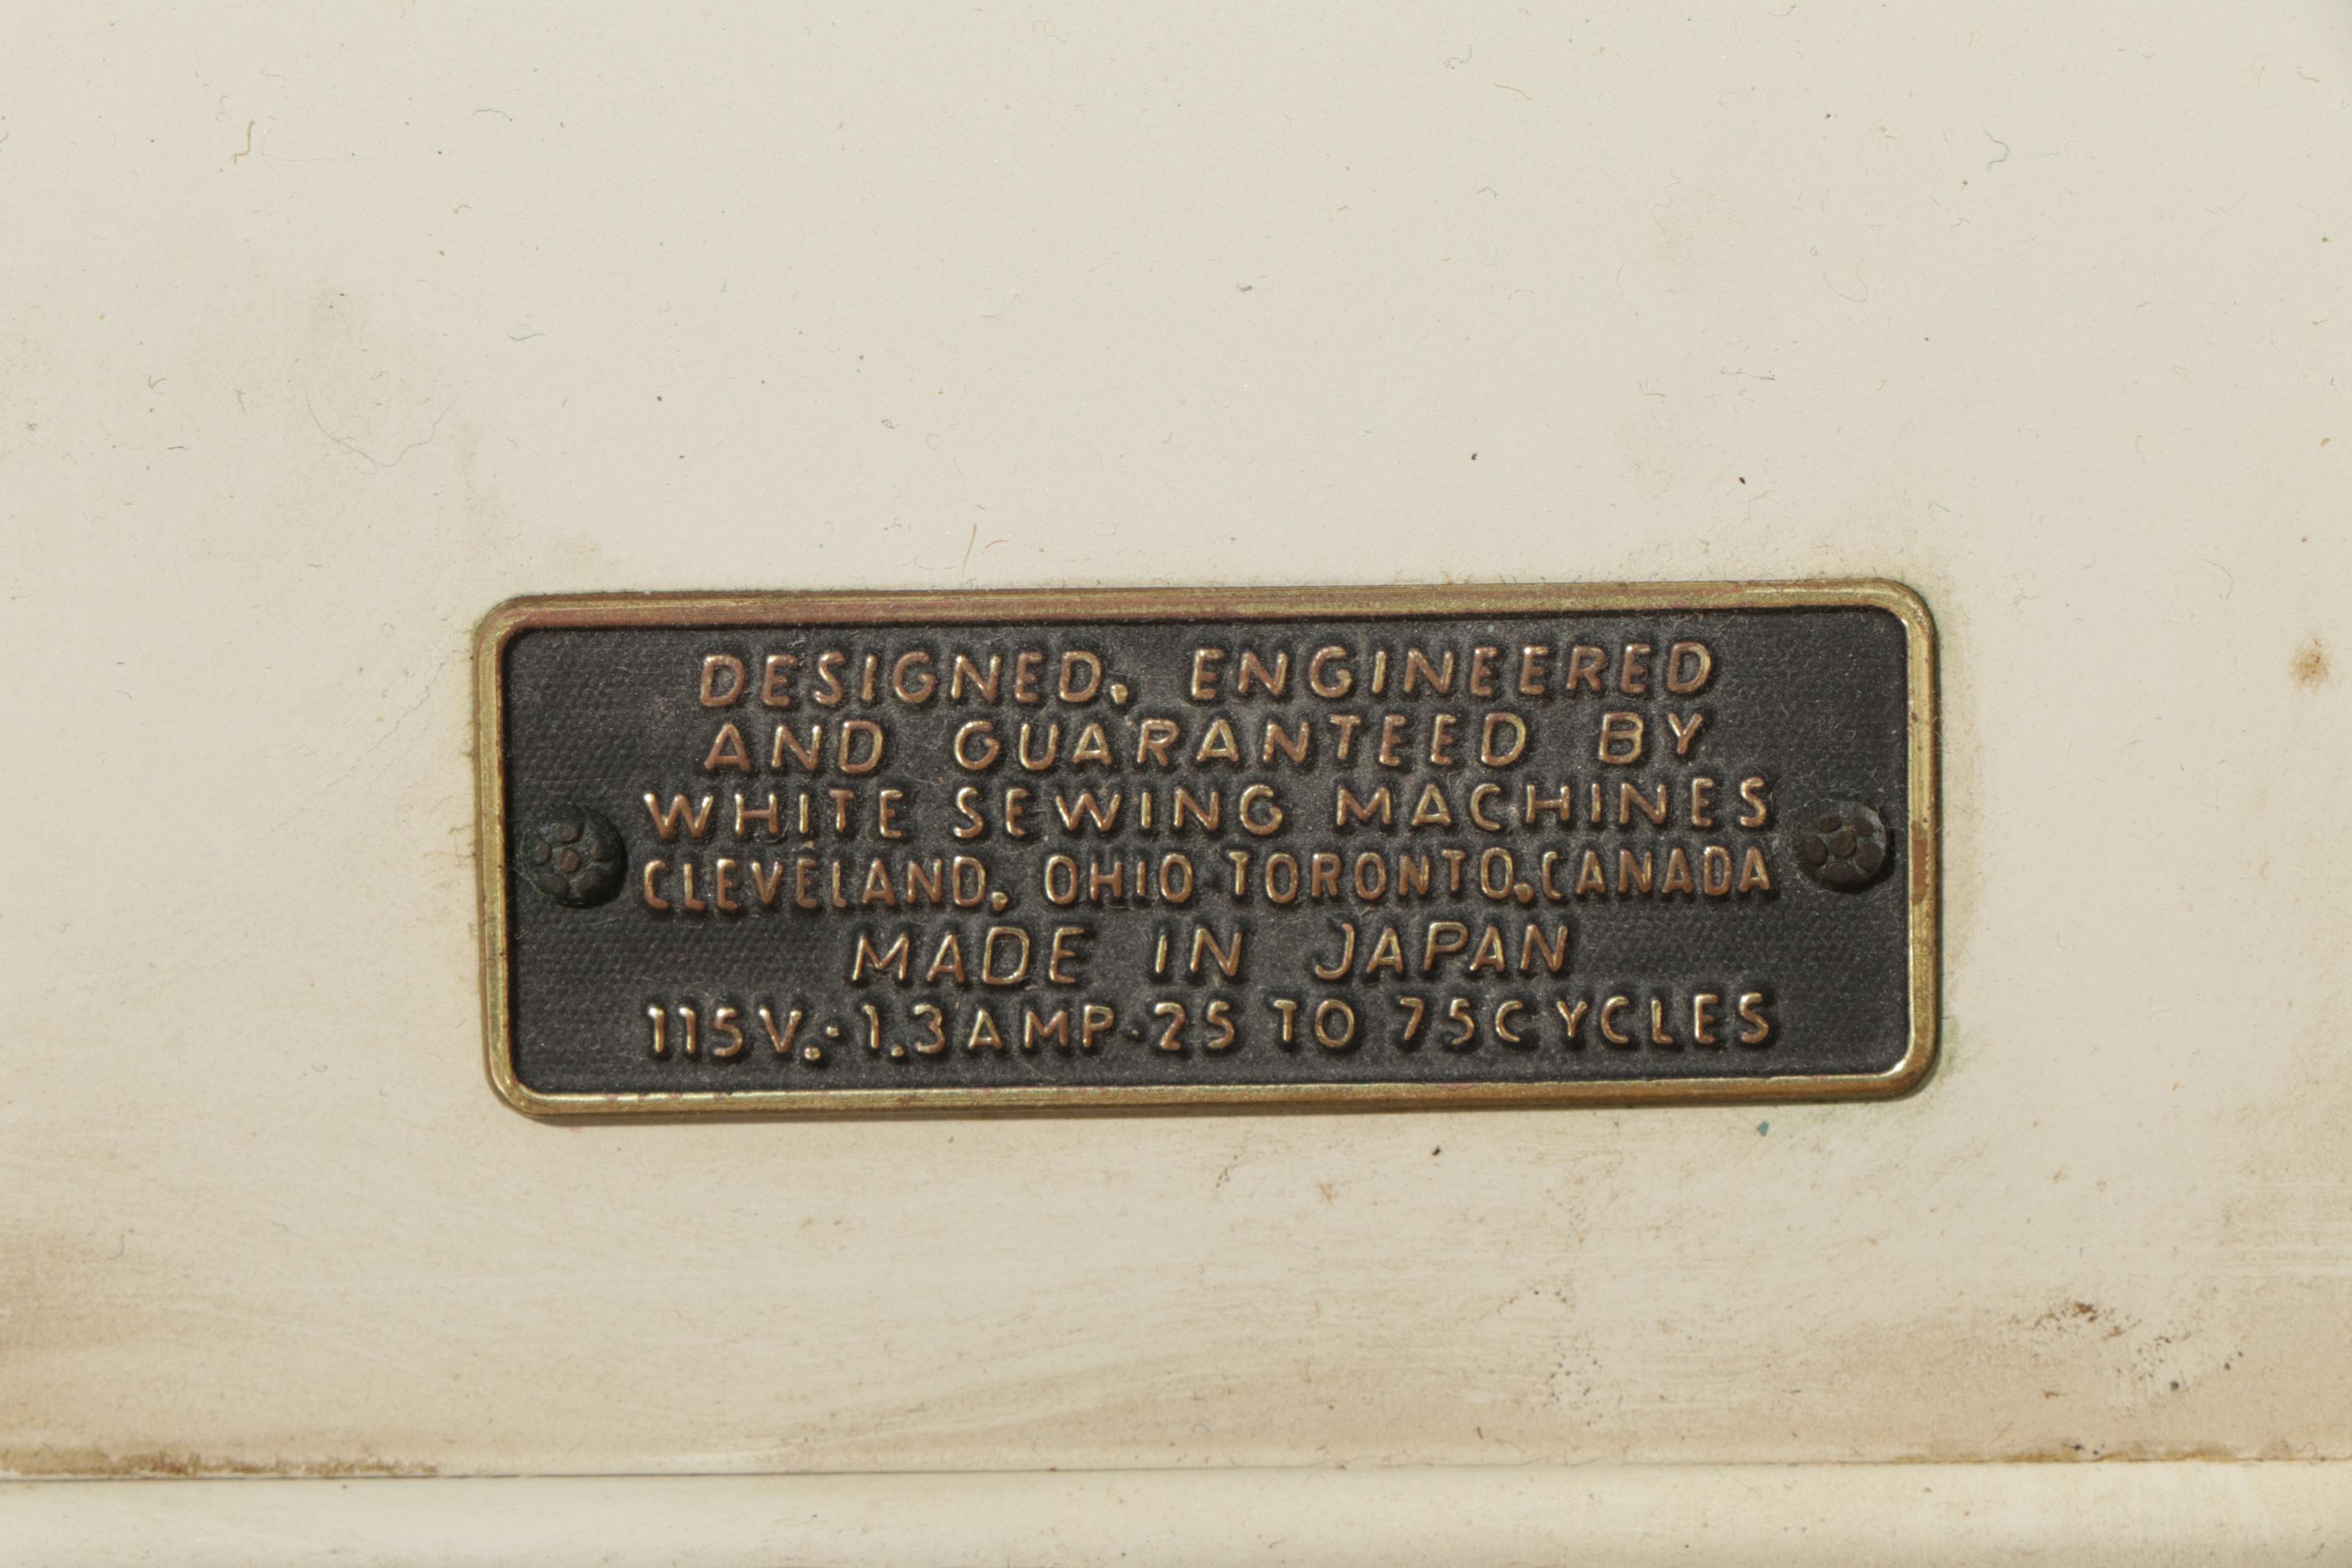 DESIGNED, ENGINEERED
AND GUARANTEED BY
WHITE SEWING MACHINES
CLEVELAND, OHIO·TORONTO,CANADA
MADE IN JAPAN
115V.·1.3AMP·25 TO 75CYCLES